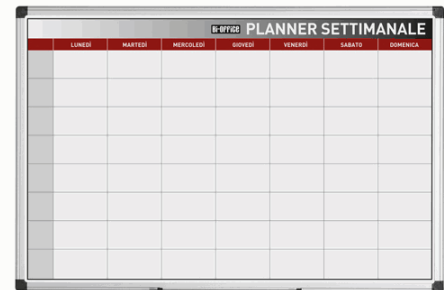 Bi-OFFICE PLANNER SETTIMANALE
LUNEDÌ MARTEDÌ MERCOLEDÌ GIOVEDÌ VENERDÌ SABATO DOMENICA